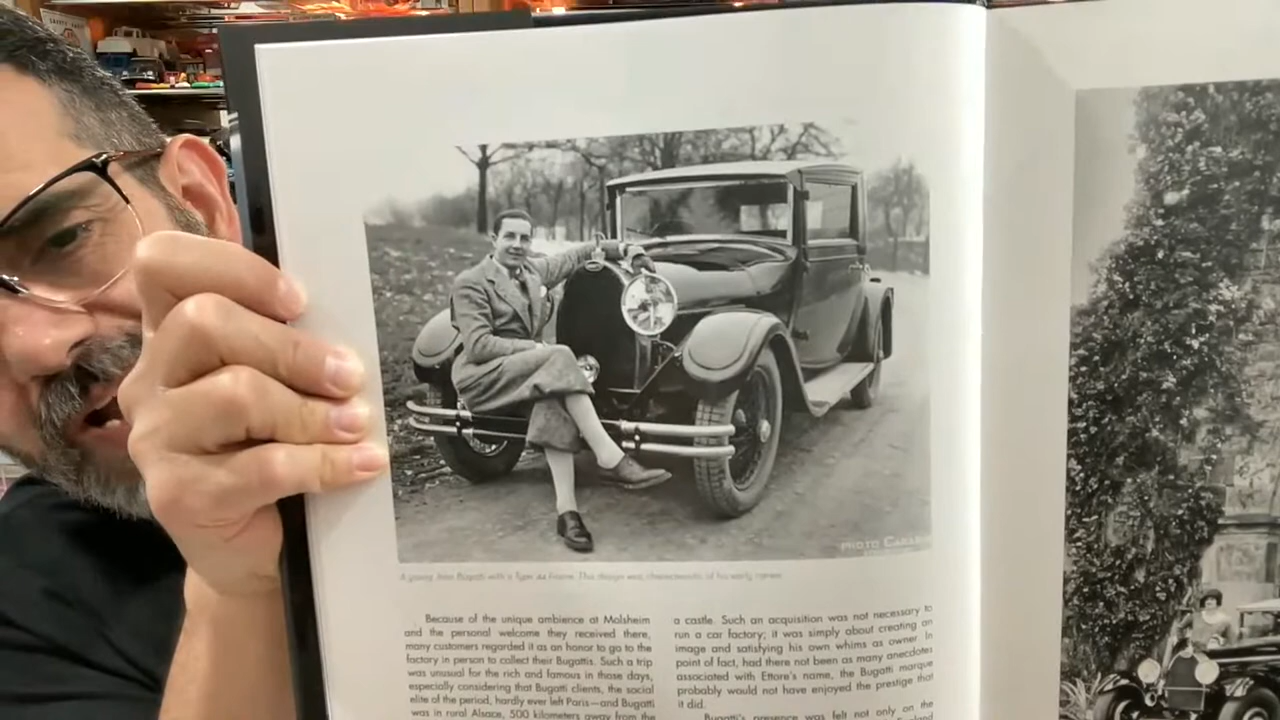 PHOTO
A young Jean Bugatti with a Type 44 Fiacre. This design was characteristic of his early career.
Because of the unique ambience at Molsheim
and the personal welcome they received there,
many customers regarded it as an honor to go to the
factory in person to collect their Bugattis. Such a trip
was unusual for the rich and famous in those days,
especially considering that Bugatti clients, the social
elite of the period, hardly ever left Paris—and Bugatti
was in rural Alsace, 500 kilometers away from the
a castle. Such an acquisition was not necessary to
run a car factory; it was simply about creating an
image and satisfying his own whims as owner. In
point of fact, had there not been as many anecdotes
associated with Ettore's name, the Bugatti marque
probably would not have enjoyed the prestige that
it did.
Bugatti's presence was felt not only on the